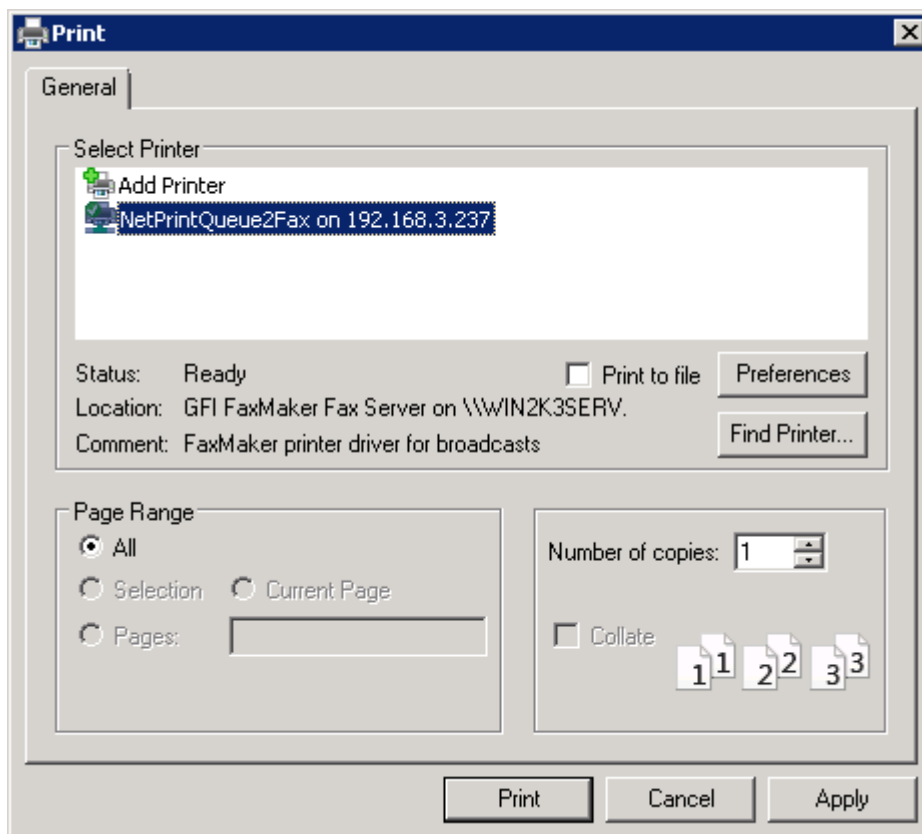 Print
General
Select Printer
Add Printer
NetPrintQueue2Fax on 192.168.3.237
Status: Ready
Print to file
Preferences
Location: GFI FaxMaker Fax Server on \\WIN2K3SERV.
Comment: FaxMaker printer driver for broadcasts
Find Printer...
Page Range
All
Selection Current Page
Pages:
Number of copies: 1
Collate
1 1 2 2 3 3
Print Cancel Apply